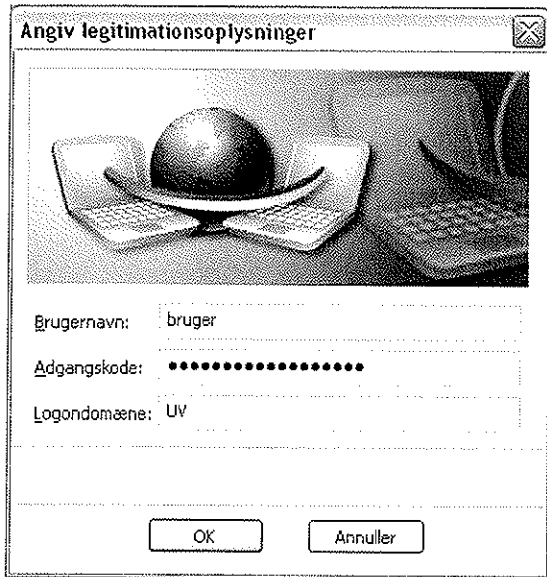 Angiv legitimationsoplysninger
Brugernavn: bruger
Adgangskode: ••••••••••••••••••
Logondomæne: UV
OK Annuller